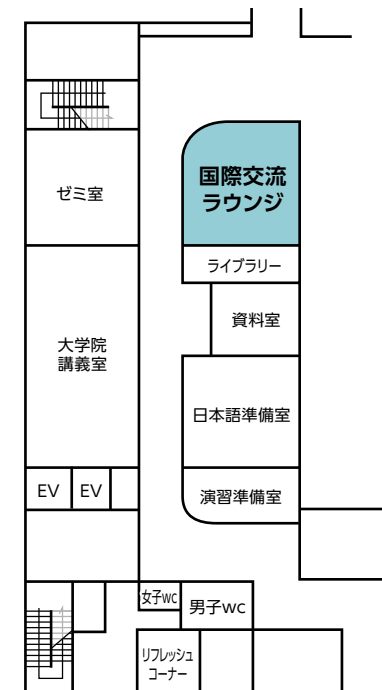 国際交流
ラウンジ
ゼミ室
ライブラリー
資料室
大学院
講義室
日本語準備室
EV
EV
演習準備室
女子wc
男子wc
リフレッシュ
コーナー